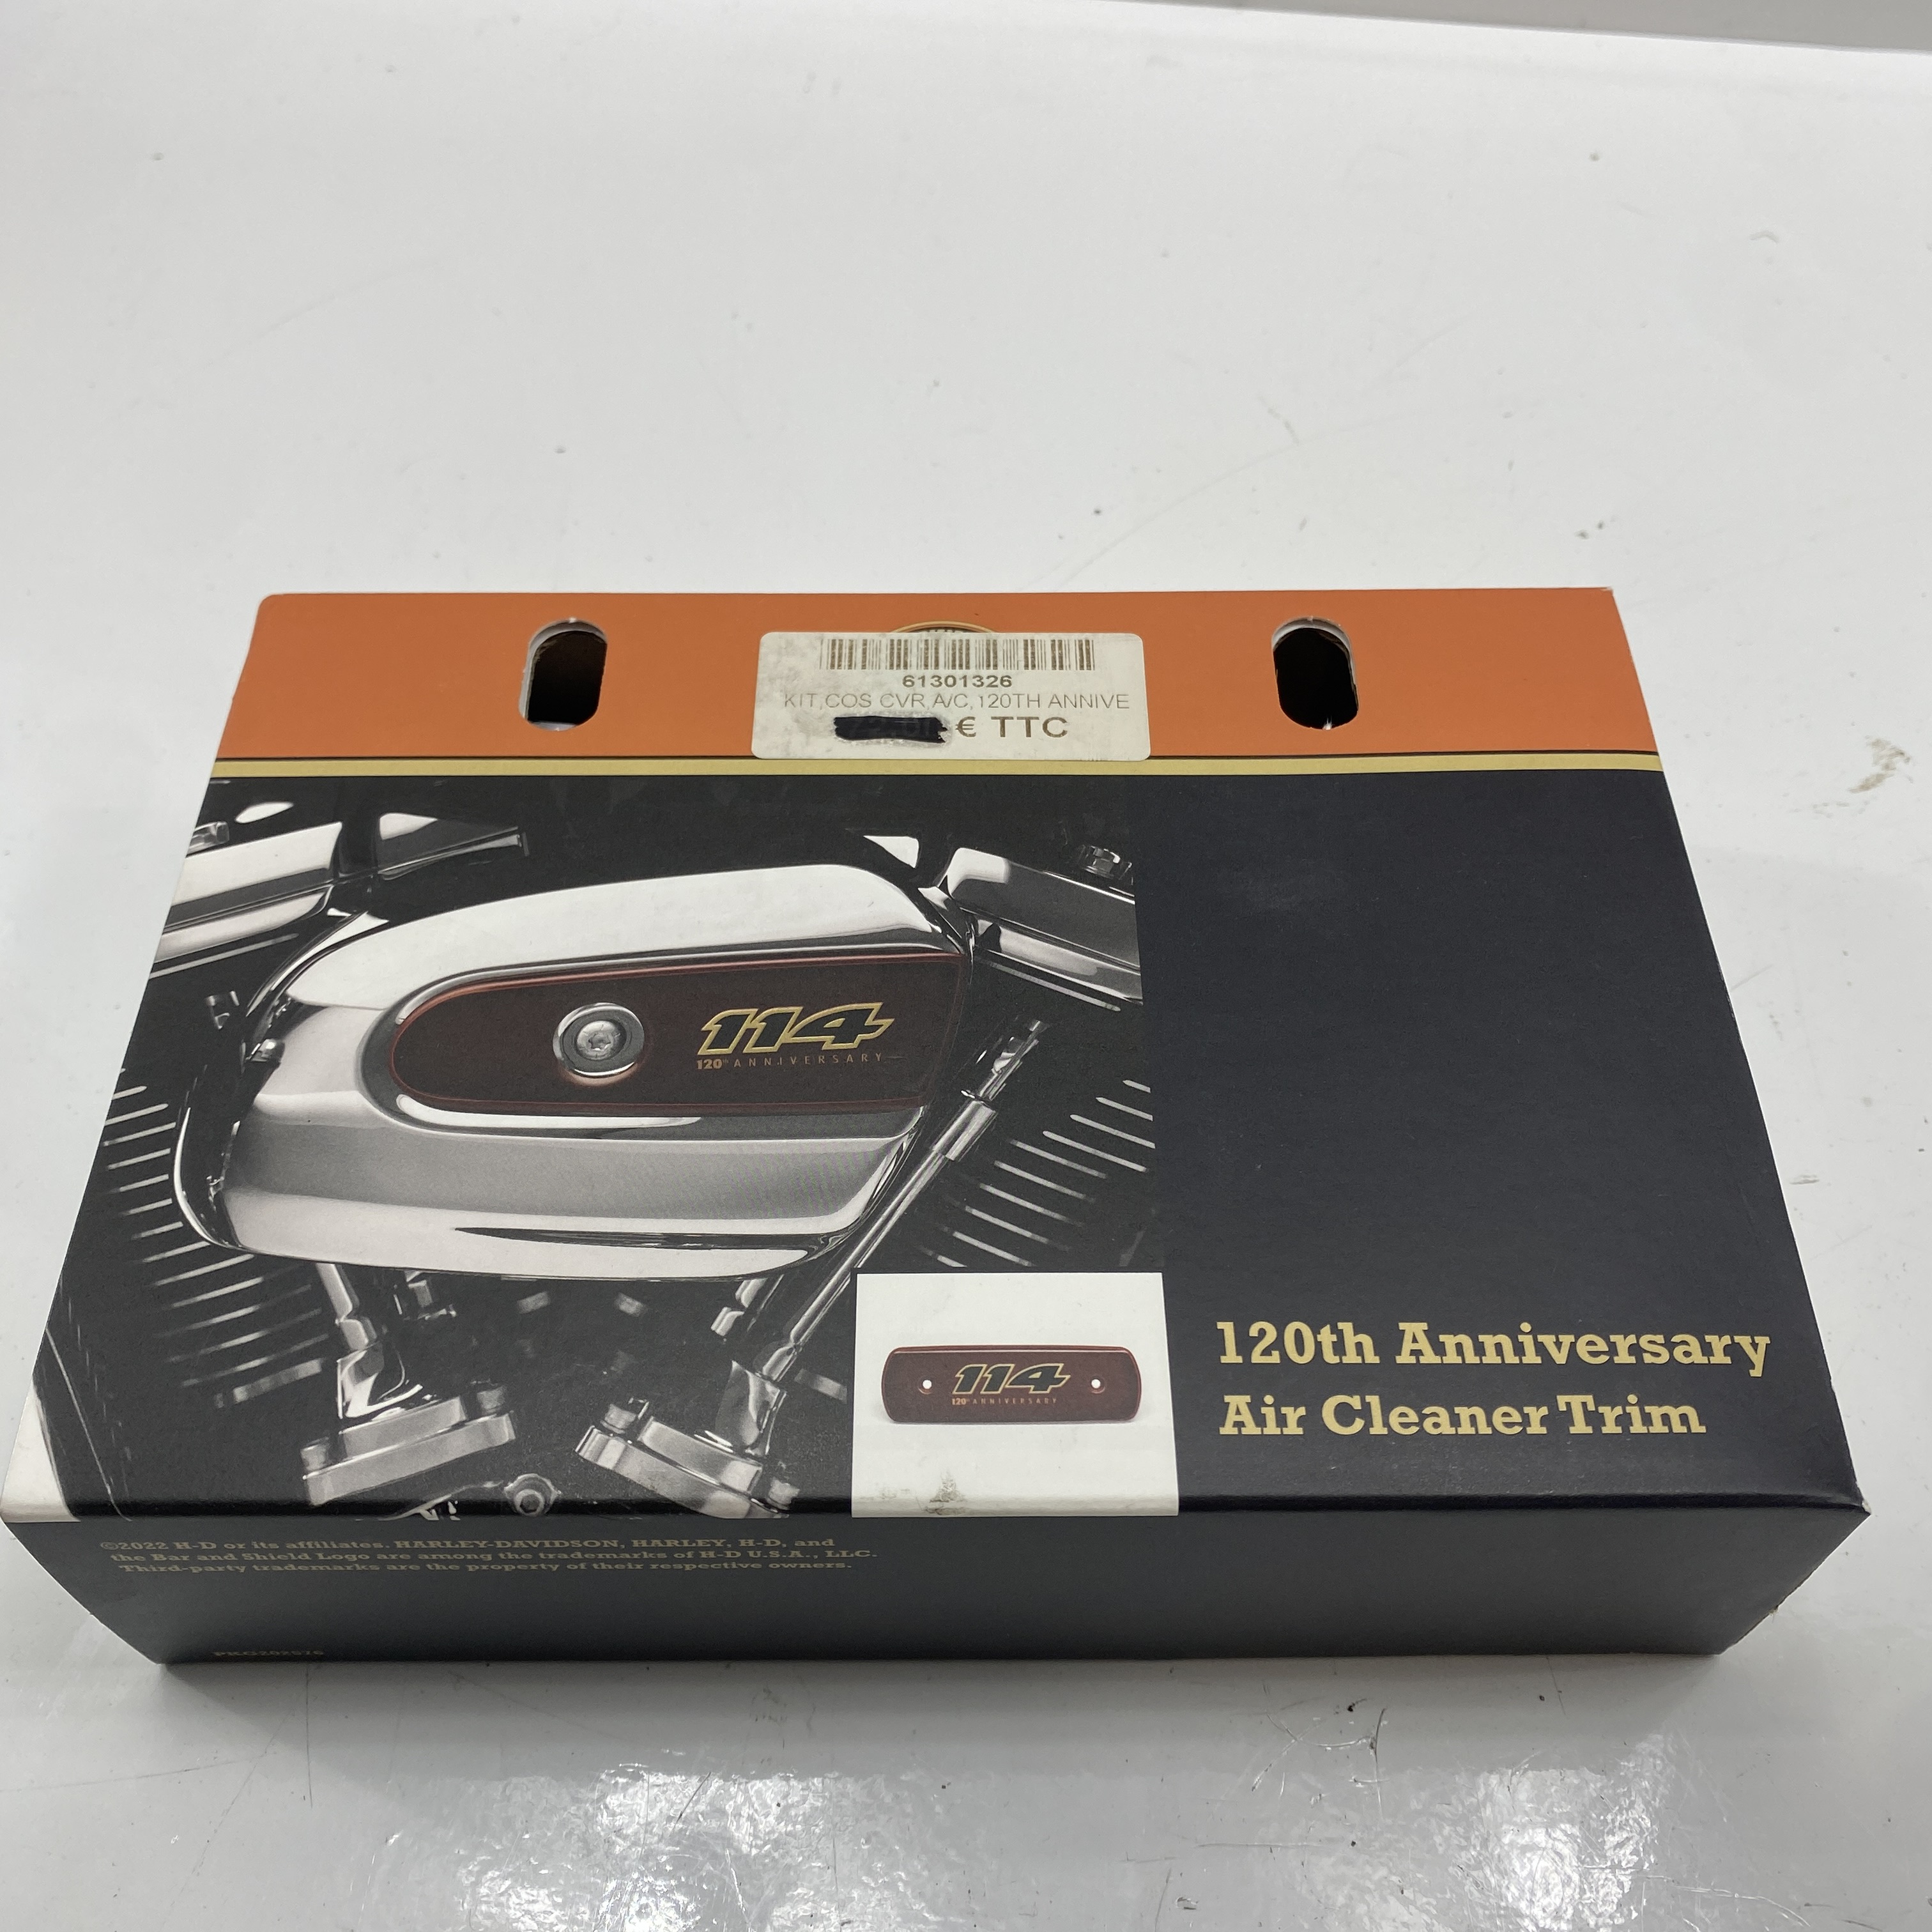 61301326
KIT,COS CVR,A/C,120TH ANNIVE
€ TTC
114
120th ANNIVERSARY
114
120th ANNIVERSARY
120th Anniversary
Air Cleaner Trim
©2022 H-D or its affiliates. HARLEY-DAVIDSON, HARLEY, H-D, and
the Bar and Shield Logo are among the trademarks of H-D U.S.A., LLC.
Third-party trademarks are the property of their respective owners.